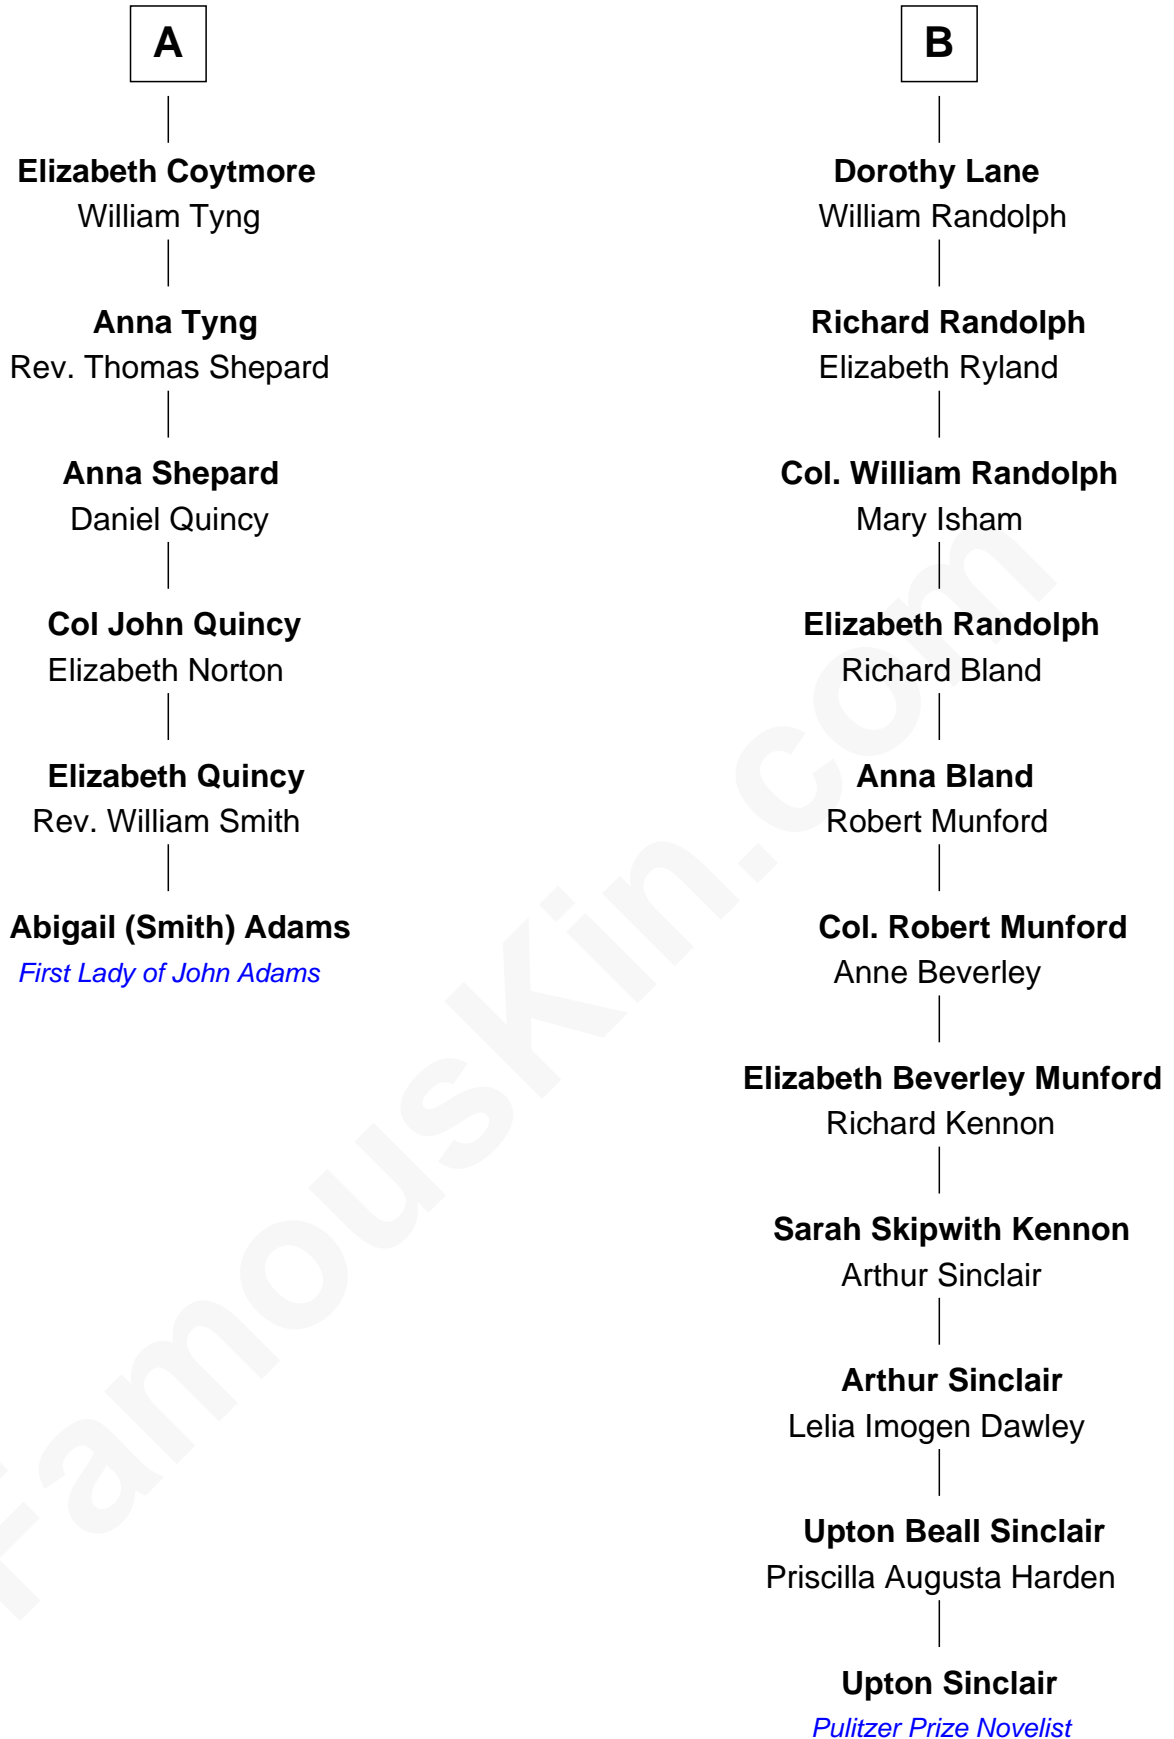 A
Elizabeth Coytmore
William Tyng
Anna Tyng
Rev. Thomas Shepard
Anna Shepard
Daniel Quincy
Col John Quincy
Elizabeth Norton
Elizabeth Quincy
Rev. William Smith
Abigail (Smith) Adams
First Lady of John Adams
B
Dorothy Lane
William Randolph
Richard Randolph
Elizabeth Ryland
Col. William Randolph
Mary Isham
Elizabeth Randolph
Richard Bland
Anna Bland
Robert Munford
Col. Robert Munford
Anne Beverley
Elizabeth Beverley Munford
Richard Kennon
Sarah Skipwith Kennon
Arthur Sinclair
Arthur Sinclair
Lelia Imogen Dawley
Upton Beall Sinclair
Priscilla Augusta Harden
Upton Sinclair
Pulitzer Prize Novelist
FamousKin.com